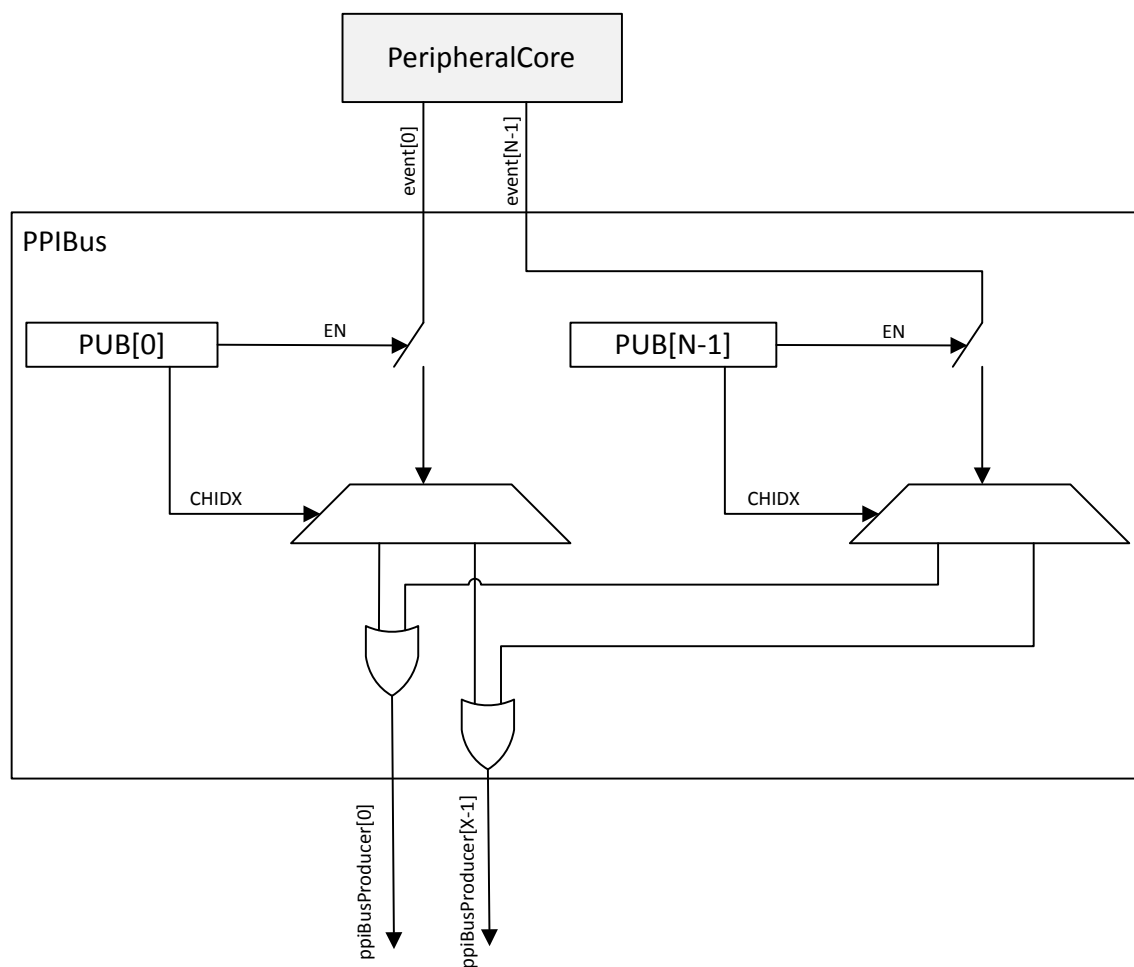 PeripheralCore
event[0]
event[N-1]
PPIBus
PUB[0]
EN
PUB[N-1]
EN
CHIDX
CHIDX
ppiBusProducer[0]
ppiBusProducer[X-1]